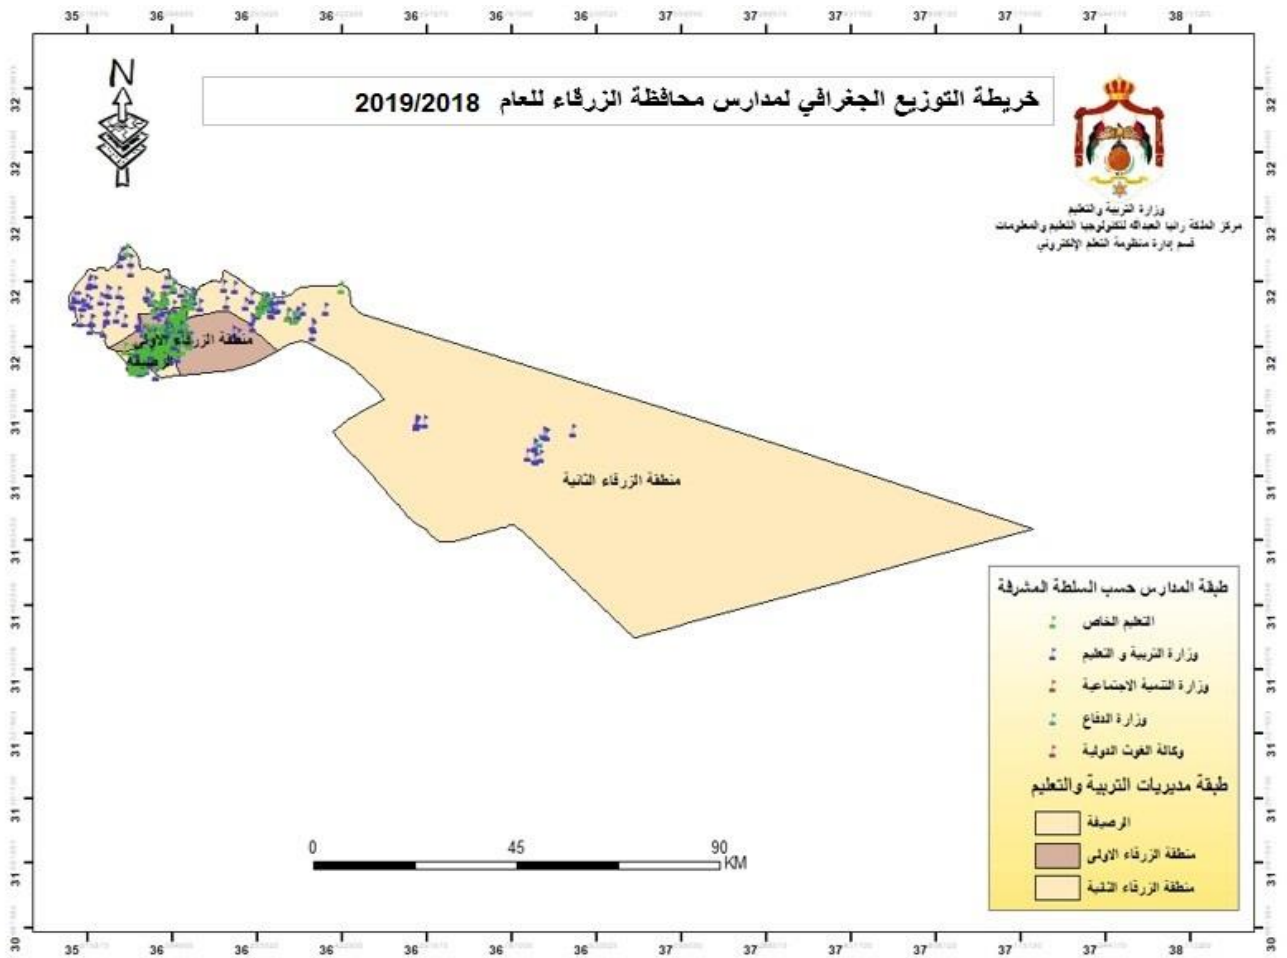 35 36 36 36 36 36 36 37 37 37 37 37 37 38
خريطة التوزيع الجغرافي لمدارس محافظة الزرقاء للعام 2019/2018
N
وزارة التربية والتعليم
مركز الملكة رانيا العبدالله لتكنولوجيا التعليم والمعلومات
قسم إدارة منظومة التعلم الإلكتروني
32
32
32
32
32
31
31
31
31
31
31
31
31
30
منطقة الزرقاء الاولى
الرصيفة
منطقة الزرقاء الثانية
طبقة المدارس حسب السلطة المشرفة
التعليم الخاص
وزارة التربية و التعليم
وزارة التنمية الاجتماعية
وزارة الدفاع
وكالة الغوث الدولية
طبقة مديريات التربية والتعليم
الرصيفة
منطقة الزرقاء الاولى
منطقة الزرقاء الثانية
0 45 90
KM
32
32
32
32
32
31
31
31
31
31
31
31
31
30
35 36 36 36 36 36 36 37 37 37 37 37 37 38